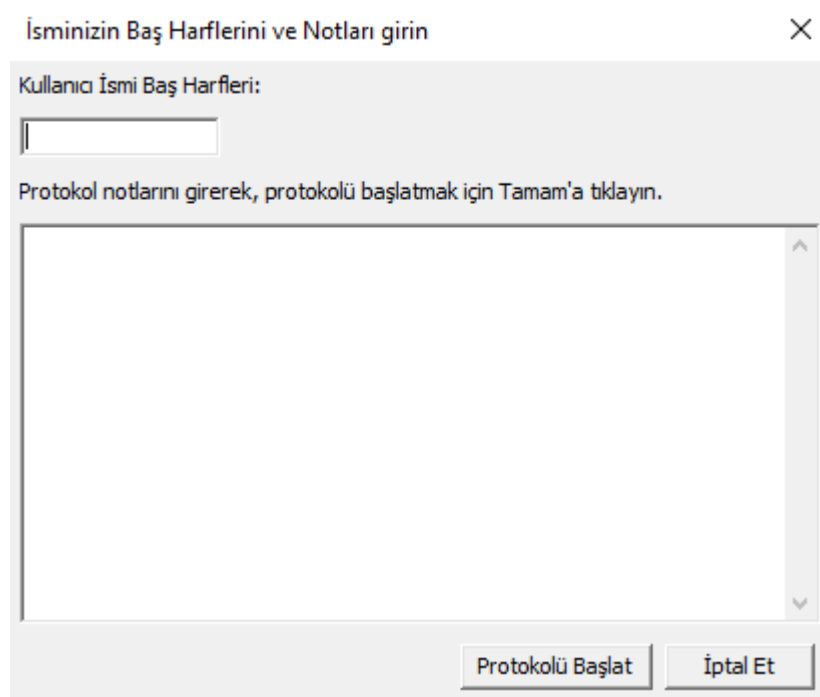 İsminizin Baş Harflerini ve Notları girin
Kullanıcı İsmi Baş Harfleri:
Protokol notlarını girerek, protokolü başlatmak için Tamam'a tıklayın.
Protokolü Başlat İptal Et